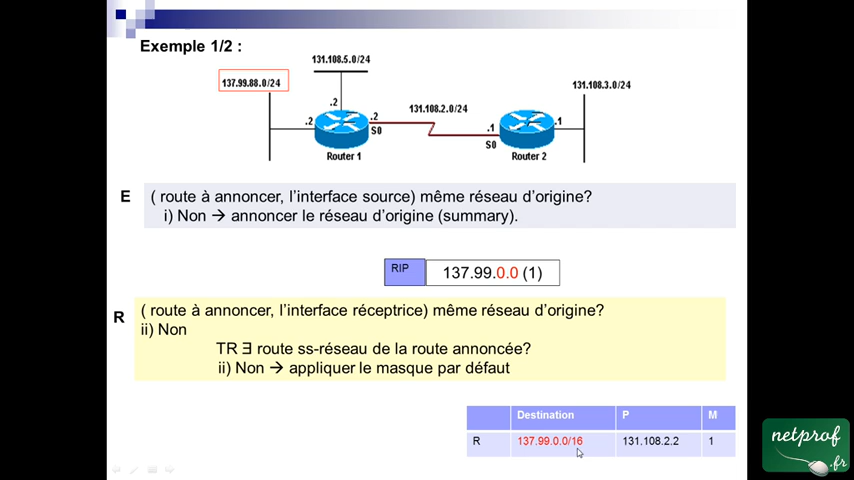 Exemple 1/2 :
131.108.5.0/24
137.99.88.0/24
131.108.3.0/24
131.108.2.0/24
.2
.2
.2
S0
.1
.1
S0
Router 1
Router 2
E
( route à annoncer, l'interface source) même réseau d'origine?
i) Non → annoncer le réseau d'origine (summary).
RIP
137.99.0.0 (1)
R
( route à annoncer, l'interface réceptrice) même réseau d'origine?
ii) Non
TR ∃ route ss-réseau de la route annoncée?
ii) Non → appliquer le masque par défaut
Destination P M
R 137.99.0.0/16 131.108.2.2 1
netprof
.fr